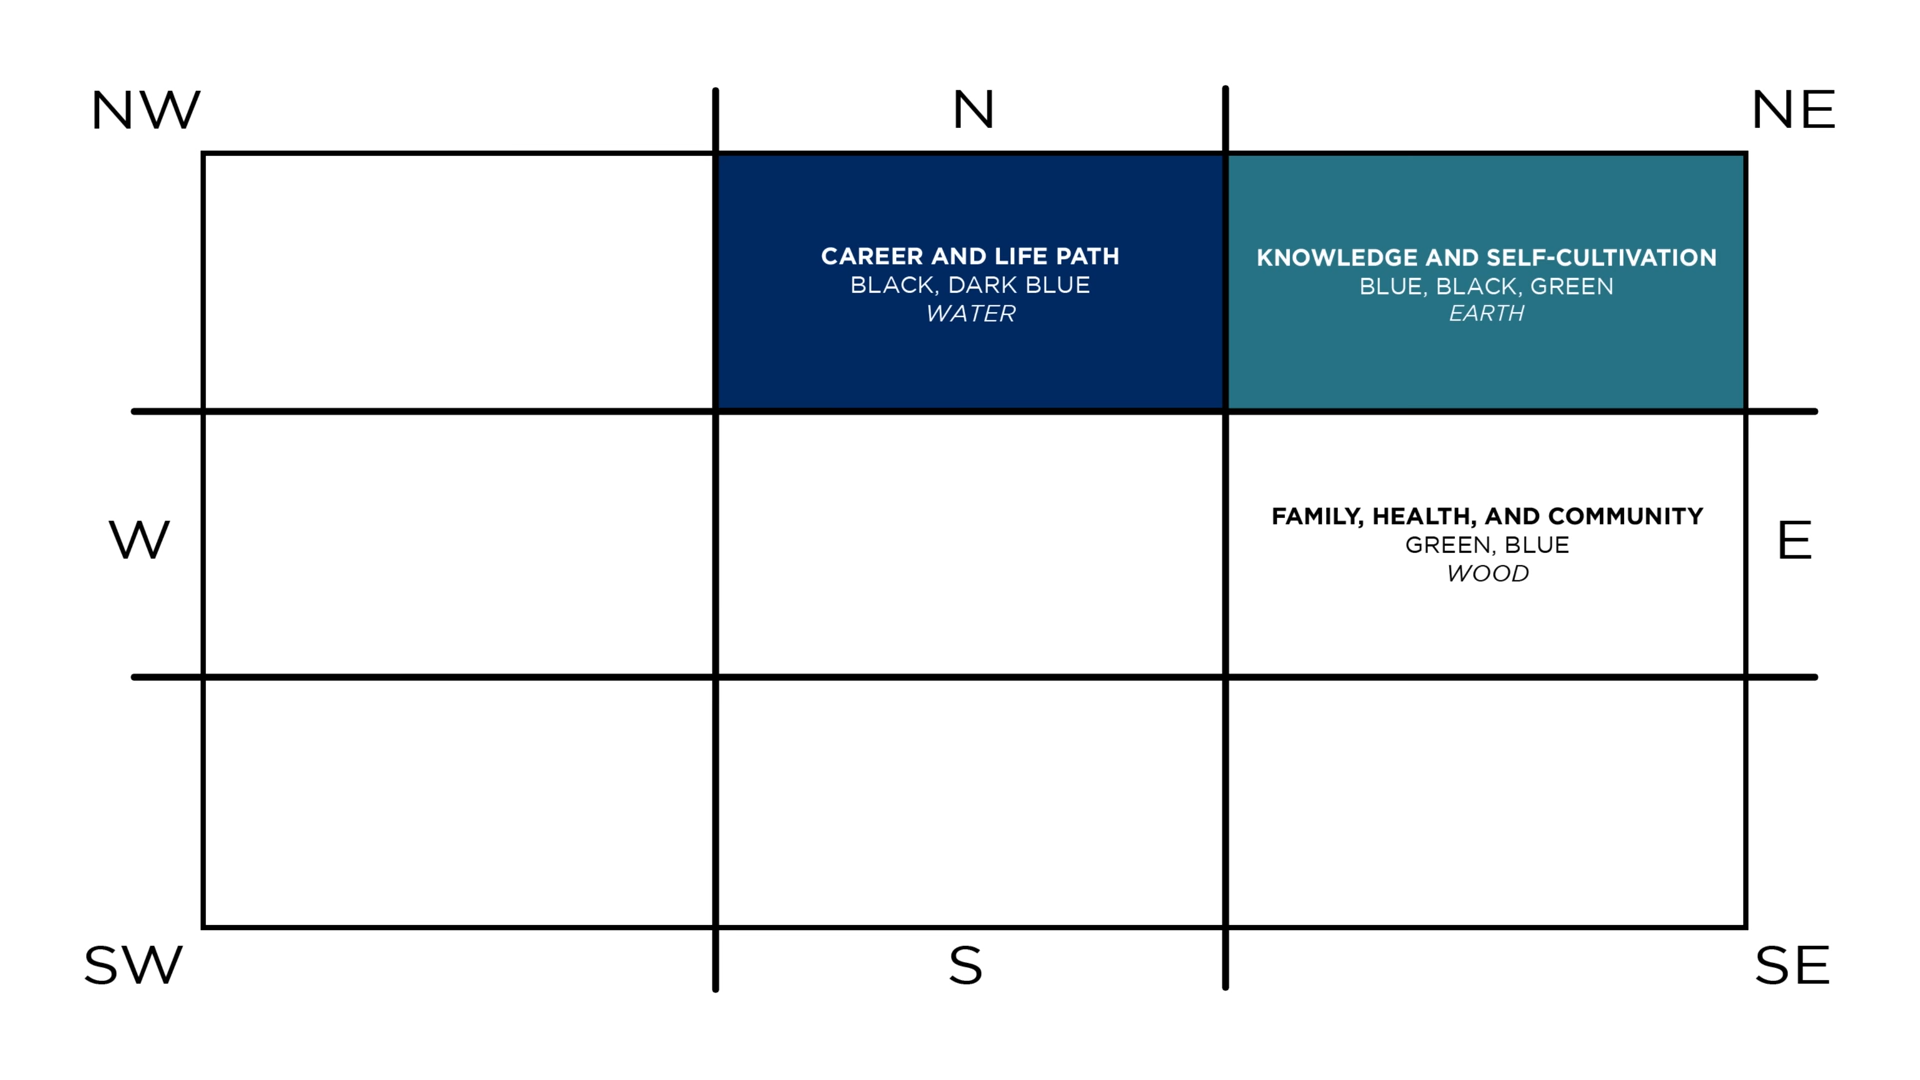 NW
N
NE
CAREER AND LIFE PATH
BLACK, DARK BLUE
WATER
KNOWLEDGE AND SELF-CULTIVATION
BLUE, BLACK, GREEN
EARTH
W
FAMILY, HEALTH, AND COMMUNITY
GREEN, BLUE
WOOD
E
SW
S
SE